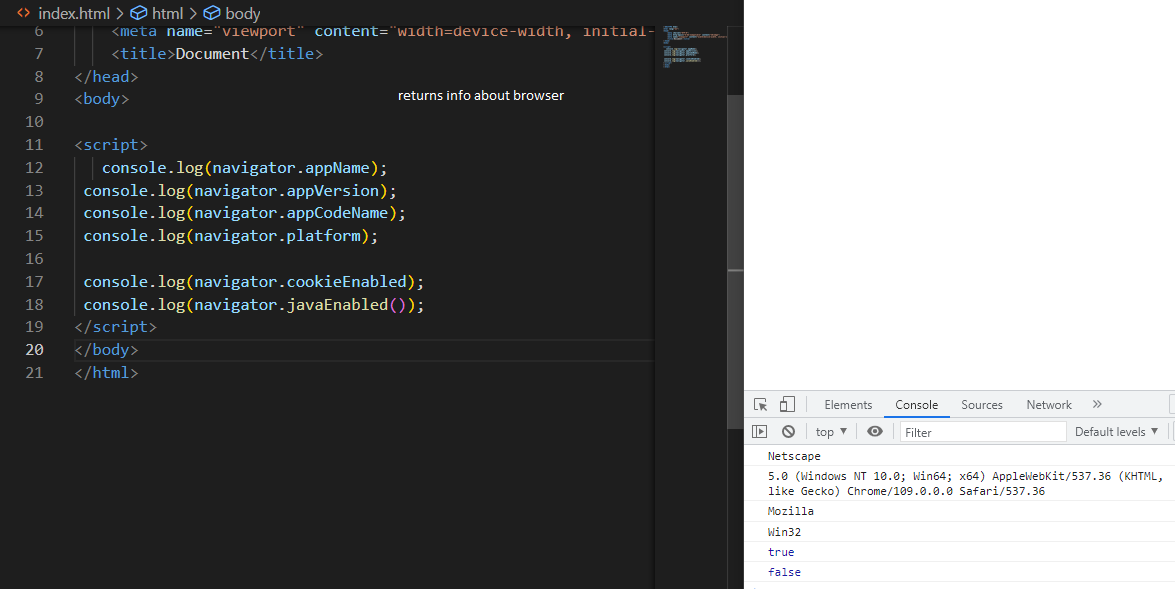 index.html > html > body
6 <meta name="viewport" content="width=device-width, initial-
7 <title>Document</title>
8 </head>
9 <body>
returns info about browser
10
11 <script>
12 console.log(navigator.appName);
13 console.log(navigator.appVersion);
14 console.log(navigator.appCodeName);
15 console.log(navigator.platform);
16
17 console.log(navigator.cookieEnabled);
18 console.log(navigator.javaEnabled());
19 </script>
20 </body>
21 </html>
Elements Console Sources Network »
top ▼ Filter Default levels ▼
Netscape
5.0 (Windows NT 10.0; Win64; x64) AppleWebKit/537.36 (KHTML,
like Gecko) Chrome/109.0.0.0 Safari/537.36
Mozilla
Win32
true
false